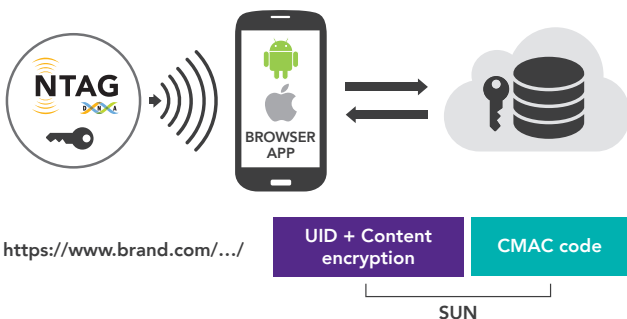 NTAG
DNA
BROWSER
APP
https://www.brand.com/.../
UID + Content
encryption
CMAC code
SUN